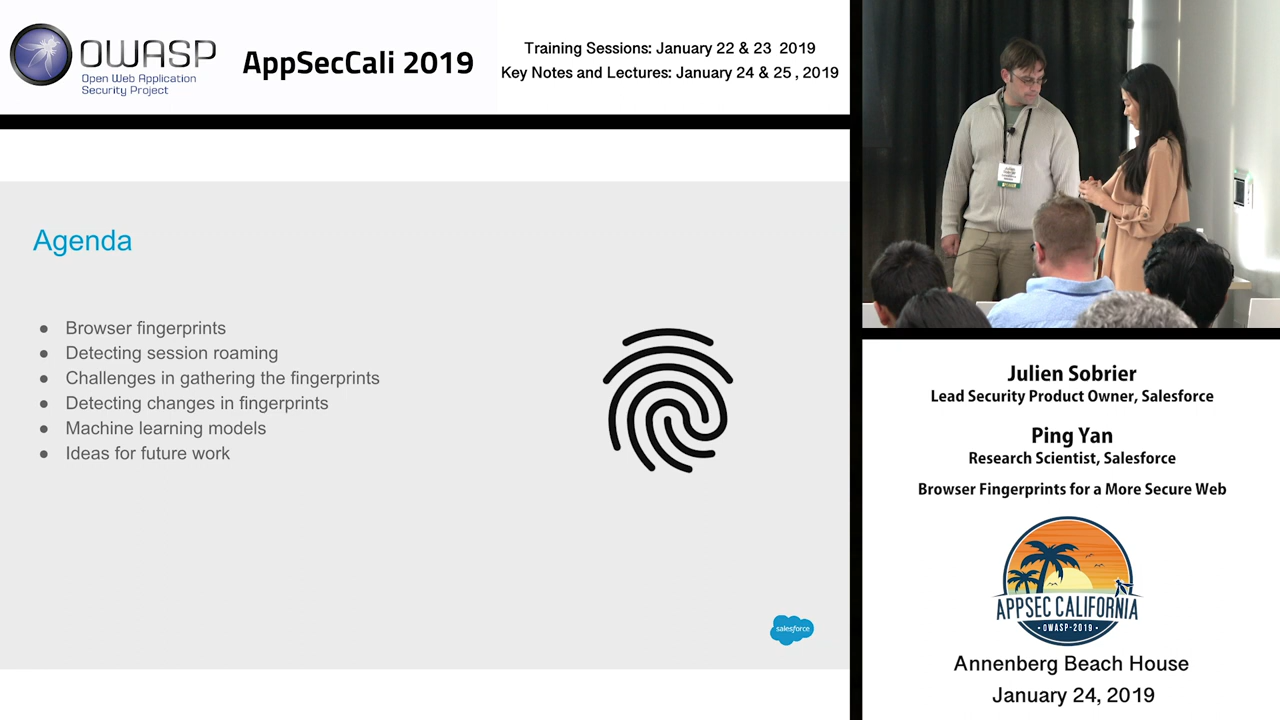 OWASP
Open Web Application
Security Project
AppSecCali 2019
Training Sessions: January 22 & 23 2019
Key Notes and Lectures: January 24 & 25 , 2019
Agenda
● Browser fingerprints
● Detecting session roaming
● Challenges in gathering the fingerprints
● Detecting changes in fingerprints
● Machine learning models
● Ideas for future work
salesforce
Julien Sobrier
Lead Security Product Owner, Salesforce
Ping Yan
Research Scientist, Salesforce
Browser Fingerprints for a More Secure Web
APPSEC CALIFORNIA
• OWASP-2019 •
Annenberg Beach House
January 24, 2019